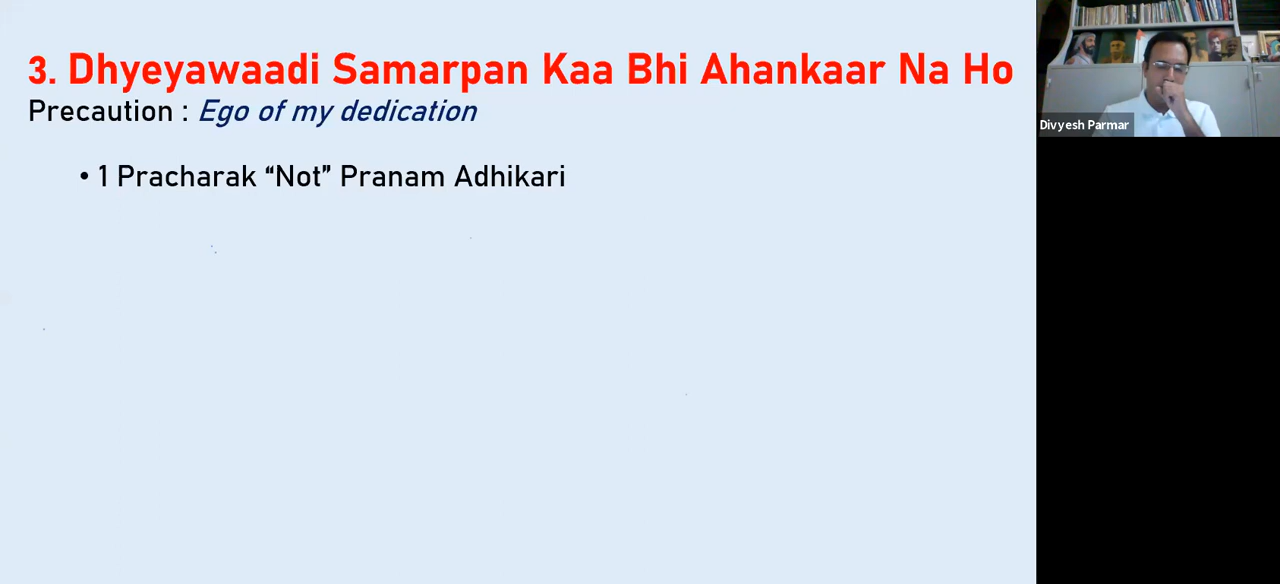 3. Dhyeyawaadi Samarpan Kaa Bhi Ahankaar Na Ho
Precaution : Ego of my dedication
• 1 Pracharak “Not” Pranam Adhikari
Divyesh Parmar